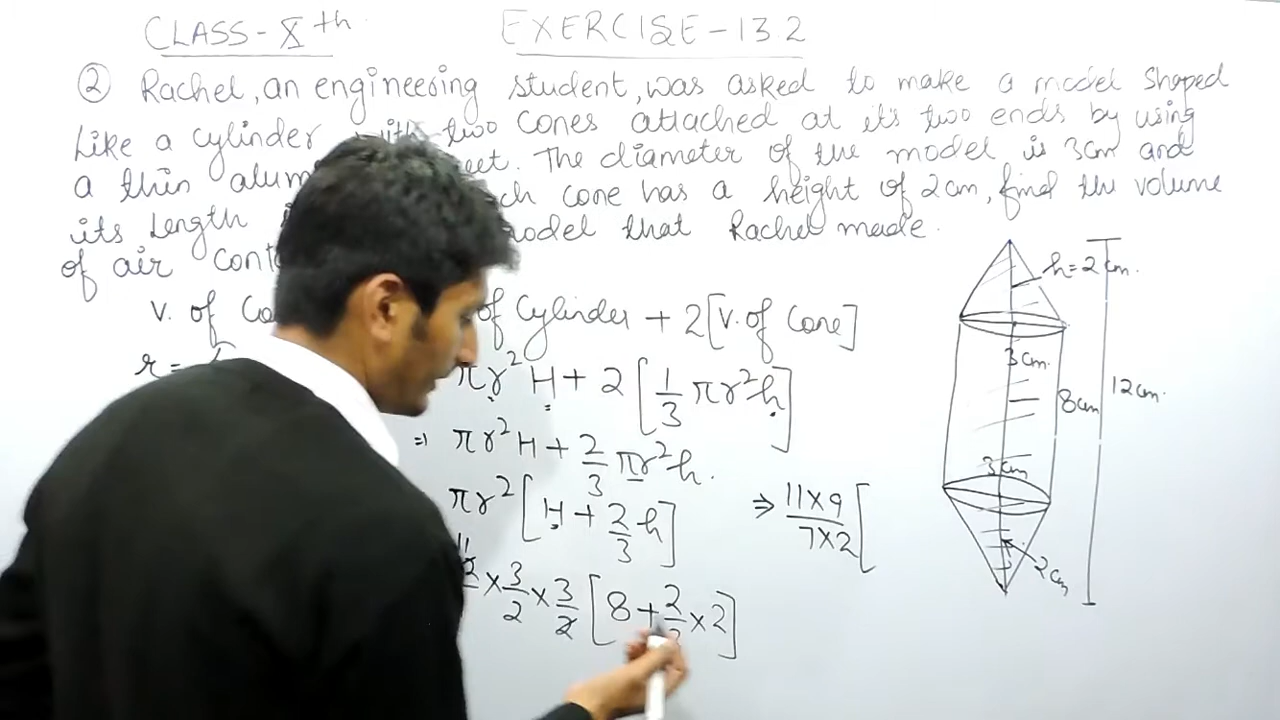 CLASS-Xth EXERCISE-13.2
② Rachel, an engineering student, was asked to make a model shaped
Like a cylinder with two cones attached at its two ends by using
a thin alum eet. The diameter of the model is 3cm and
its Length ch cone has a height of 2cm, find the volume
of air cont odel that Rachel made.
V. of of Cylinder + 2[V. of Cone]
r =
πr²H + 2[1/3 πr²h]
⇒ πr²H + 2/3 πr²h.
πr²[H + 2/3 h]
11 × 3/2 × 3/2 [8 + 2/3 × 2]
⇒ 11×9/7×2 [
h=2cm.
3cm.
8cm
12cm.
3cm
2cm